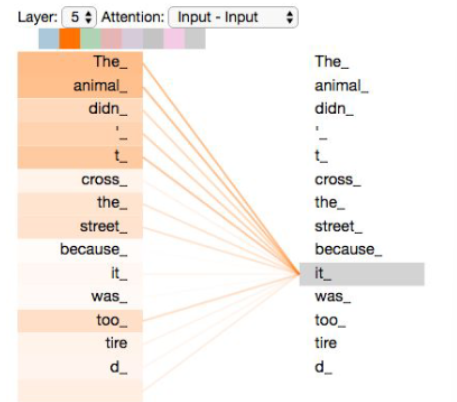 Layer: 5 Attention: Input - Input
The_ The_
animal_ animal_
didn_ didn_
'_ '_
t_ t_
cross_ cross_
the_ the_
street_ street_
because_ because_
it_ it_
was_ was_
too_ too_
tire tire
d_ d_